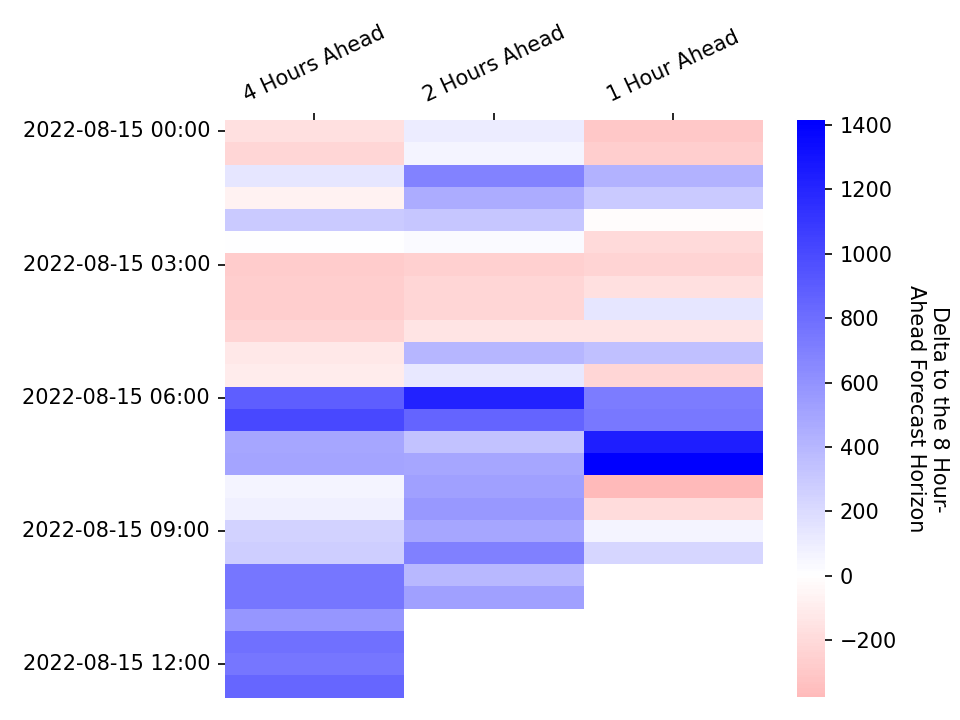 4 Hours Ahead
2 Hours Ahead
1 Hour Ahead
2022-08-15 00:00
2022-08-15 03:00
2022-08-15 06:00
2022-08-15 09:00
2022-08-15 12:00
1400
1200
1000
800
600
400
200
0
−200
Delta to the 8 Hour-
Ahead Forecast Horizon